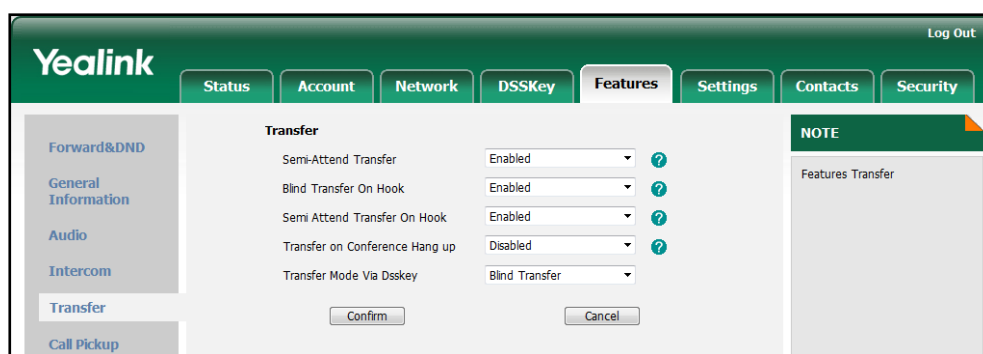 Log Out
Yealink
Status Account Network DSSKey Features Settings Contacts Security
Forward&DND
General
Information
Audio
Intercom
Transfer
Call Pickup
Transfer
Semi-Attend Transfer Enabled ?
Blind Transfer On Hook Enabled ?
Semi Attend Transfer On Hook Enabled ?
Transfer on Conference Hang up Disabled ?
Transfer Mode Via Dsskey Blind Transfer
Confirm Cancel
NOTE
Features Transfer